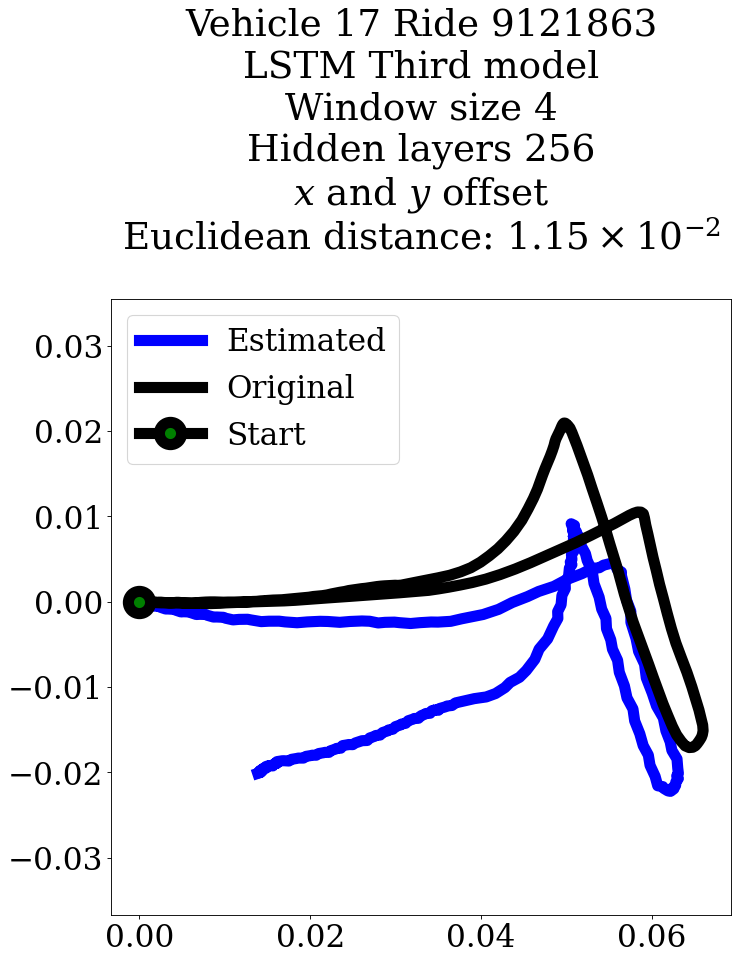 Vehicle 17 Ride 9121863
LSTM Third model
Window size 4
Hidden layers 256
x and y offset
Euclidean distance: 1.15 × 10⁻²
Estimated
Original
Start
0.03
0.02
0.01
0.00
−0.01
−0.02
−0.03
0.00 0.02 0.04 0.06